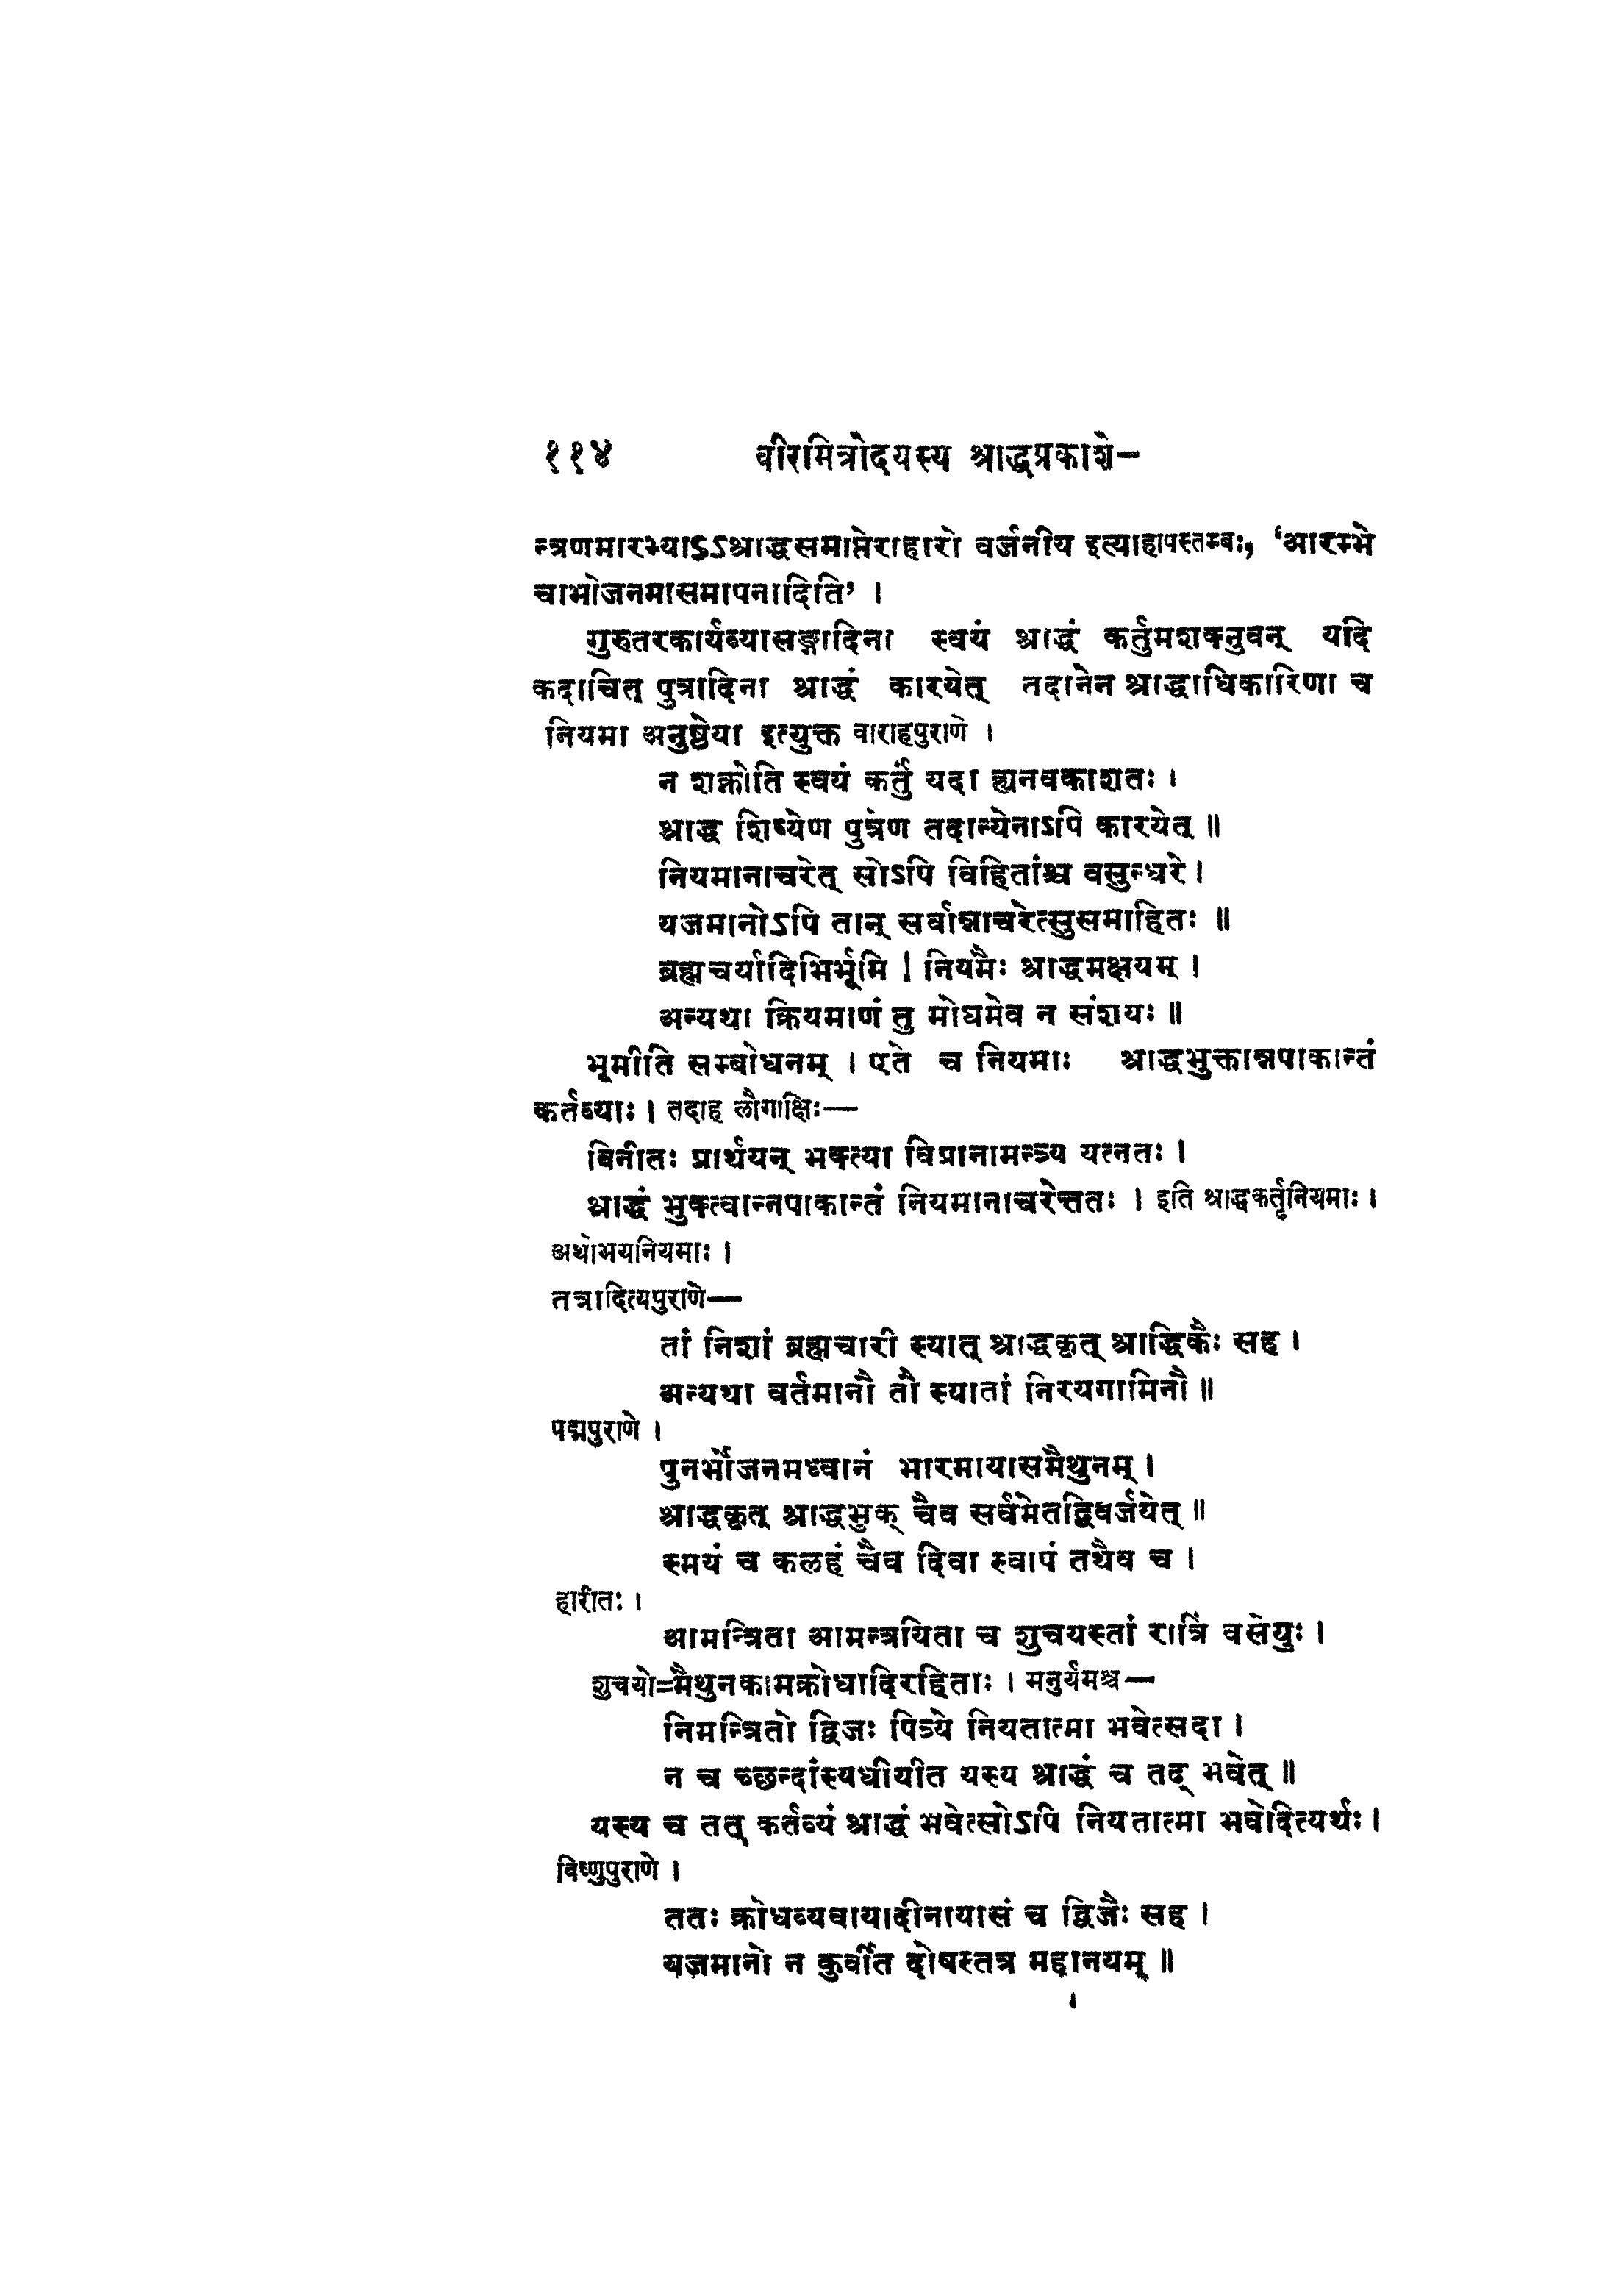 ११४ वीरमित्रोदयस्य श्राद्धप्रकाशे-
न्त्रणमारभ्याऽऽश्राद्धसमाप्तेराहारो वर्जनीय इत्याहापस्तम्बः, ‘आरम्भे
चाभोजनमासमापनादिति’ ।
गुरुतरकार्यव्यासङ्गादिना स्वयं श्राद्धं कर्तुमशक्नुवन् यदि
कदाचित् पुत्रादिना श्राद्धं कारयेत् तदानेन श्राद्धाधिकारिणा च
नियमा अनुष्ठेया इत्युक्त वाराहपुराणे ।
न शक्नोति स्वयं कर्तुं यदा ह्यनवकाशतः ।
श्राद्ध शिष्येण पुत्रेण तदान्येनाऽपि कारयेत् ॥
नियमानाचरेत् सोऽपि विहितांश्च वसुन्धरे ।
यजमानोऽपि तान् सर्वान्नाचरेत्सुसमाहितः ॥
ब्रह्मचर्यादिभिर्भूमि ! नियमैः श्राद्धमक्षयम् ।
अन्यथा क्रियमाणं तु मोघमेव न संशयः ॥
भूमीति सम्बोधनम् । एते च नियमाः श्राद्धभुक्तान्नपाकान्तं
कर्तव्याः । तदाह लौगाक्षिः—
विनीतः प्रार्थयन् भक्त्या विप्रानामन्त्र्य यत्नतः ।
श्राद्धं भुक्त्वान्नपाकान्तं नियमानाचरेत्ततः । इति श्राद्धकर्तृनियमाः ।
अथोभयनियमाः ।
तत्रादित्यपुराणे—
तां निशां ब्रह्मचारी स्यात् श्राद्धकृत् श्राद्धिकैः सह ।
अन्यथा वर्तमानौ तौ स्यातां निरयगामिनौ ॥
पद्मपुराणे ।
पुनर्भोजनमध्वानं भारमायासमैथुनम् ।
श्राद्धकृत् श्राद्धभुक् चैव सर्वमेतद्विवर्जयेत् ॥
स्मयं च कलहं चैव दिवा स्वापं तथैव च ।
हारीतः ।
आमन्त्रिता आमन्त्रयिता च शुचयस्तां रात्रिं वसेयुः ।
शुचयो=मैथुनकामक्रोधादिरहिताः । मनुर्यमश्च—
निमन्त्रितो द्विजः पित्र्ये नियतात्मा भवेत्सदा ।
न च च्छन्दांस्यधीयीत यस्य श्राद्धं च तद् भवेत् ॥
यस्य च तत् कर्तव्यं श्राद्धं भवेत्सोऽपि नियतात्मा भवेदित्यर्थः ।
विष्णुपुराणे ।
ततः क्रोधव्यवायादीनायासं च द्विजैः सह ।
यजमानो न कुर्वीत दोषस्तत्र महानयम् ॥